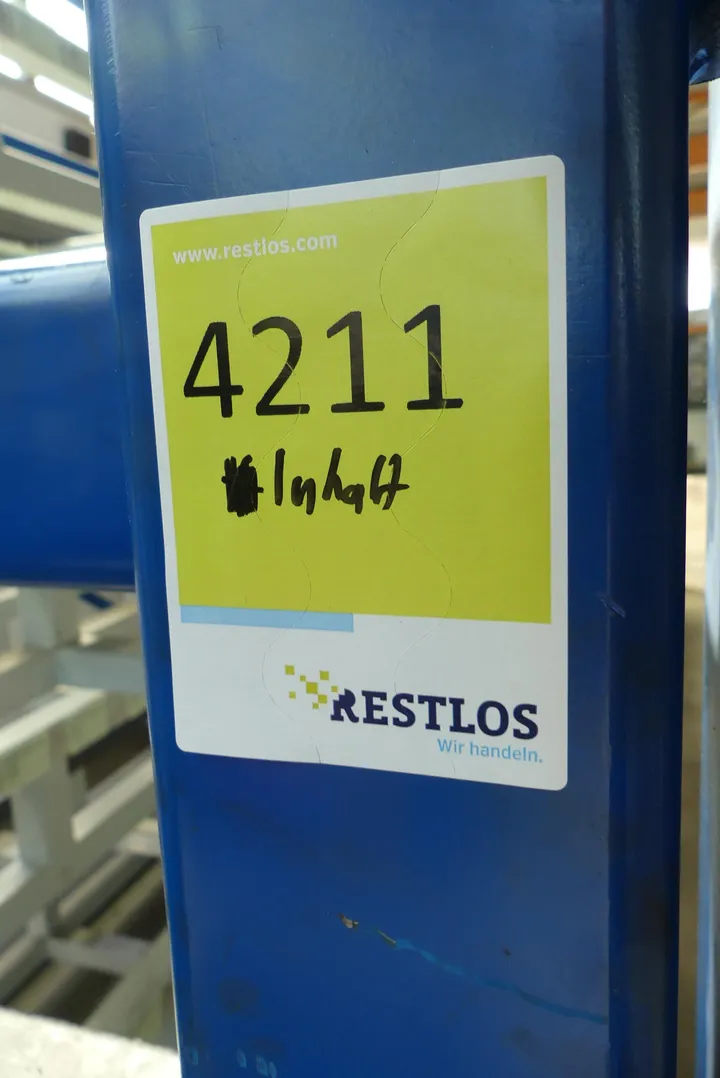 www.restlos.com
4211
Inhalt
RESTLOS
Wir handeln.